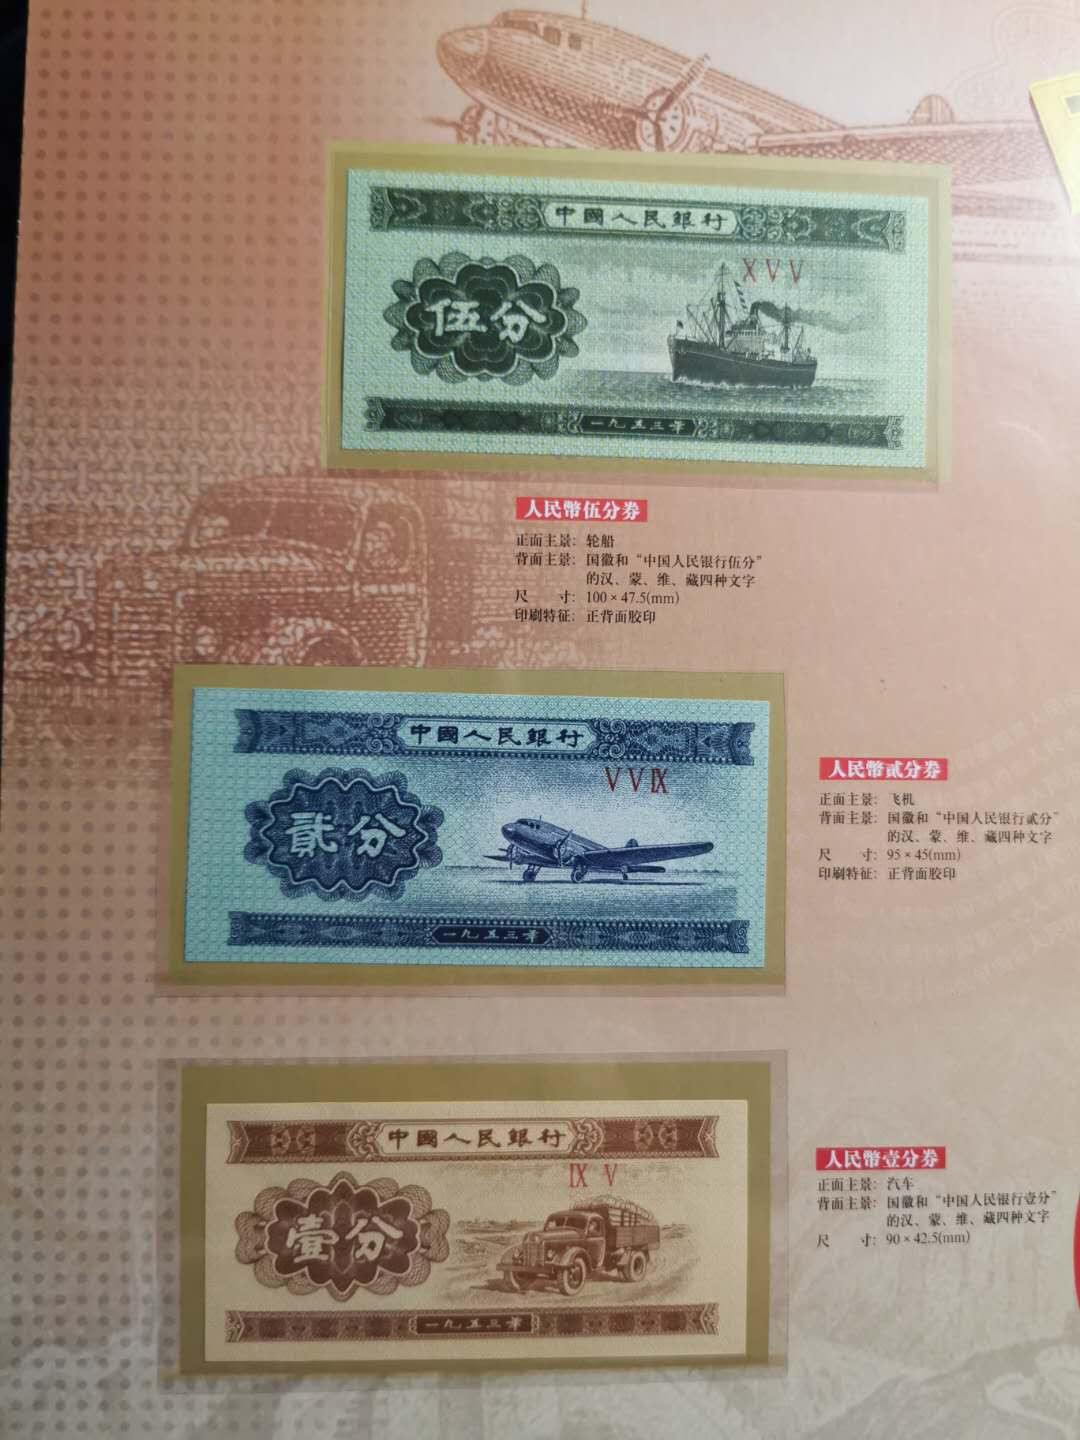 中國人民銀行
X V V
伍分
一九五三年
人民幣伍分券
正面主景：轮船
背面主景：国徽和“中国人民银行伍分”
的汉、蒙、维、藏四种文字
尺 寸：100×47.5(mm)
印刷特征：正背面胶印
中國人民銀行
V V IX
貳分
一九五三年
人民幣貳分券
正面主景：飞机
背面主景：国徽和“中国人民银行贰分”
的汉、蒙、维、藏四种文字
尺 寸：95×45(mm)
印刷特征：正背面胶印
中國人民銀行
IX V
壹分
一九五三年
人民幣壹分券
正面主景：汽车
背面主景：国徽和“中国人民银行壹分”
的汉、蒙、维、藏四种文字
尺 寸：90×42.5(mm)